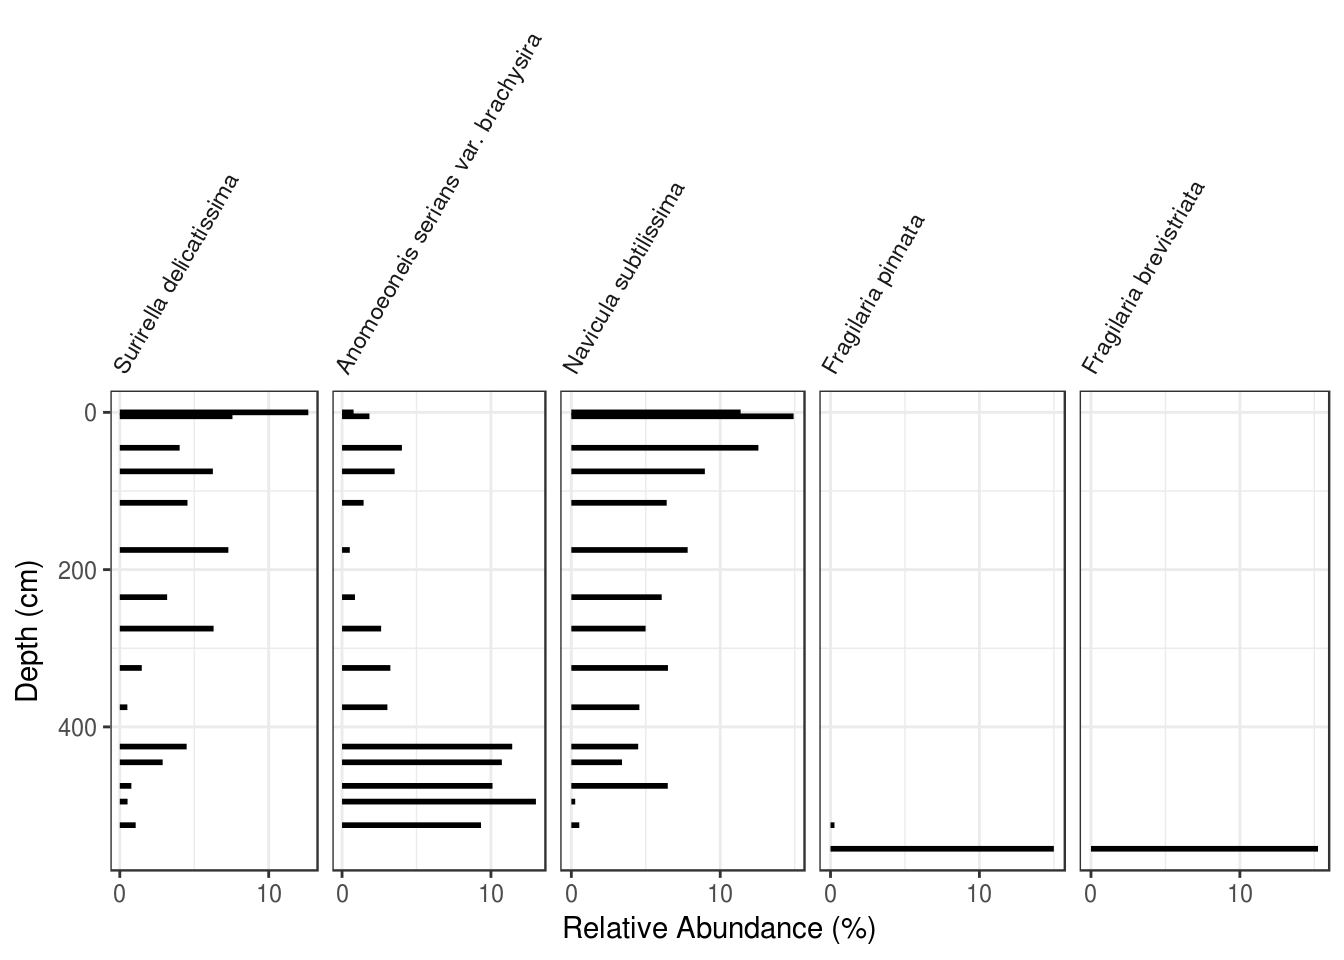 Surirella delicatissima
Anomoeoneis serians var. brachysira
Navicula subtilissima
Fragilaria pinnata
Fragilaria brevistriata
0
200
400
Depth (cm)
0 10
0 10
0 10
0 10
0 10
Relative Abundance (%)